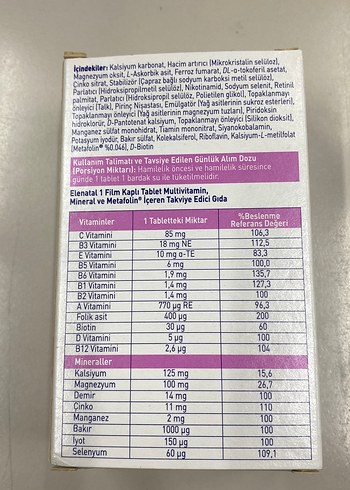 İçindekiler: Kalsiyum karbonat, Hacim artırıcı (Mikrokristalin selüloz),
Magnezyum oksit, L-Askorbik asit, Ferroz fumarat, DL-α-tokoferil asetat,
Çinko sitrat, Stabilizör (Çapraz bağlı sodyum karboksi metil selüloz),
Parlatıcı (Hidroksipropilmetil selüloz), Nikotinamid, Sodyum selenit, Retinil
palmitat, Parlatıcı (Hidroksipropil selüloz, Polietilen glikol), Topaklanmayı
önleyici (Talk), Pirinç Nişastası, Emülgatör (Yağ asitlerinin sukroz esterleri),
Topaklanmayı önleyici (Yağ asitlerinin magnezyum tuzları), Piridoksin
hidroklorür, D-Pantotenat kalsiyum, Topaklanmayı önleyici (Silikon dioksit),
Manganez sülfat monohidrat, Tiamin mononitrat, Siyanokobalamin,
Potasyum iyodür, Bakır sülfat, Kolekalsiferol, Riboflavin, Kalsiyum-L-metilfolat
(Metafolin® %0.046), D-Biotin
Kullanım Talimatı ve Tavsiye Edilen Günlük Alım Dozu
(Porsiyon Miktarı): Hamilelik öncesi ve hamilelik süresince
günde 1 tablet 1 bardak su ile tüketilmelidir.
Elenatal 1 Film Kaplı Tablet Multivitamin,
Mineral ve Metafolin® İçeren Takviye Edici Gıda
Vitaminler 1 Tabletteki Miktar %Beslenme Referans Değeri
C Vitamini 85 mg 106,3
B3 Vitamini 18 mg NE 112,5
E Vitamini 10 mg α-TE 83,3
B5 Vitamini 6 mg 100,0
B6 Vitamini 1,9 mg 135,7
B1 Vitamini 1,4 mg 127,3
B2 Vitamini 1,4 mg 100
A Vitamini 770 µg RE 96,3
Folik asit 400 µg 200
Biotin 30 µg 60
D Vitamini 5 µg 100
B12 Vitamini 2,6 µg 104
Mineraller
Kalsiyum 125 mg 15,6
Magnezyum 100 mg 26,7
Demir 14 mg 100
Çinko 11 mg 110
Manganez 2 mg 100
Bakır 1000 µg 100
İyot 150 µg 100
Selenyum 60 µg 109,1